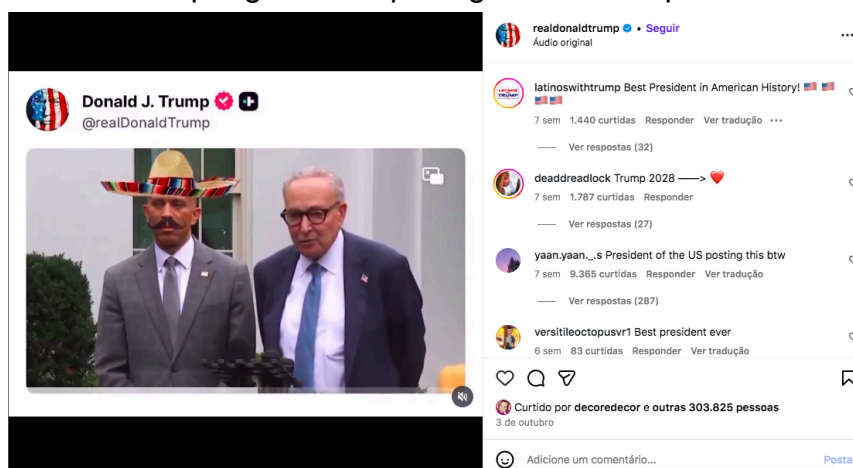 realdonaldtrump • Seguir
Áudio original
Donald J. Trump
@realDonaldTrump
latinoswithtrump Best President in American History! 🇺🇸 🇺🇸
🇺🇸 🇺🇸
7 sem 1.440 curtidas Responder Ver tradução •••
Ver respostas (32)
deaddreadlock Trump 2028 ——> ❤️
7 sem 1.787 curtidas Responder
Ver respostas (27)
yaan.yaan._.s President of the US posting this btw
7 sem 9.365 curtidas Responder Ver tradução
Ver respostas (287)
versitileoctopusvr1 Best president ever
6 sem 83 curtidas Responder Ver tradução
Curtido por decoredecor e outras 303.825 pessoas
3 de outubro
Adicione um comentário...
Posta